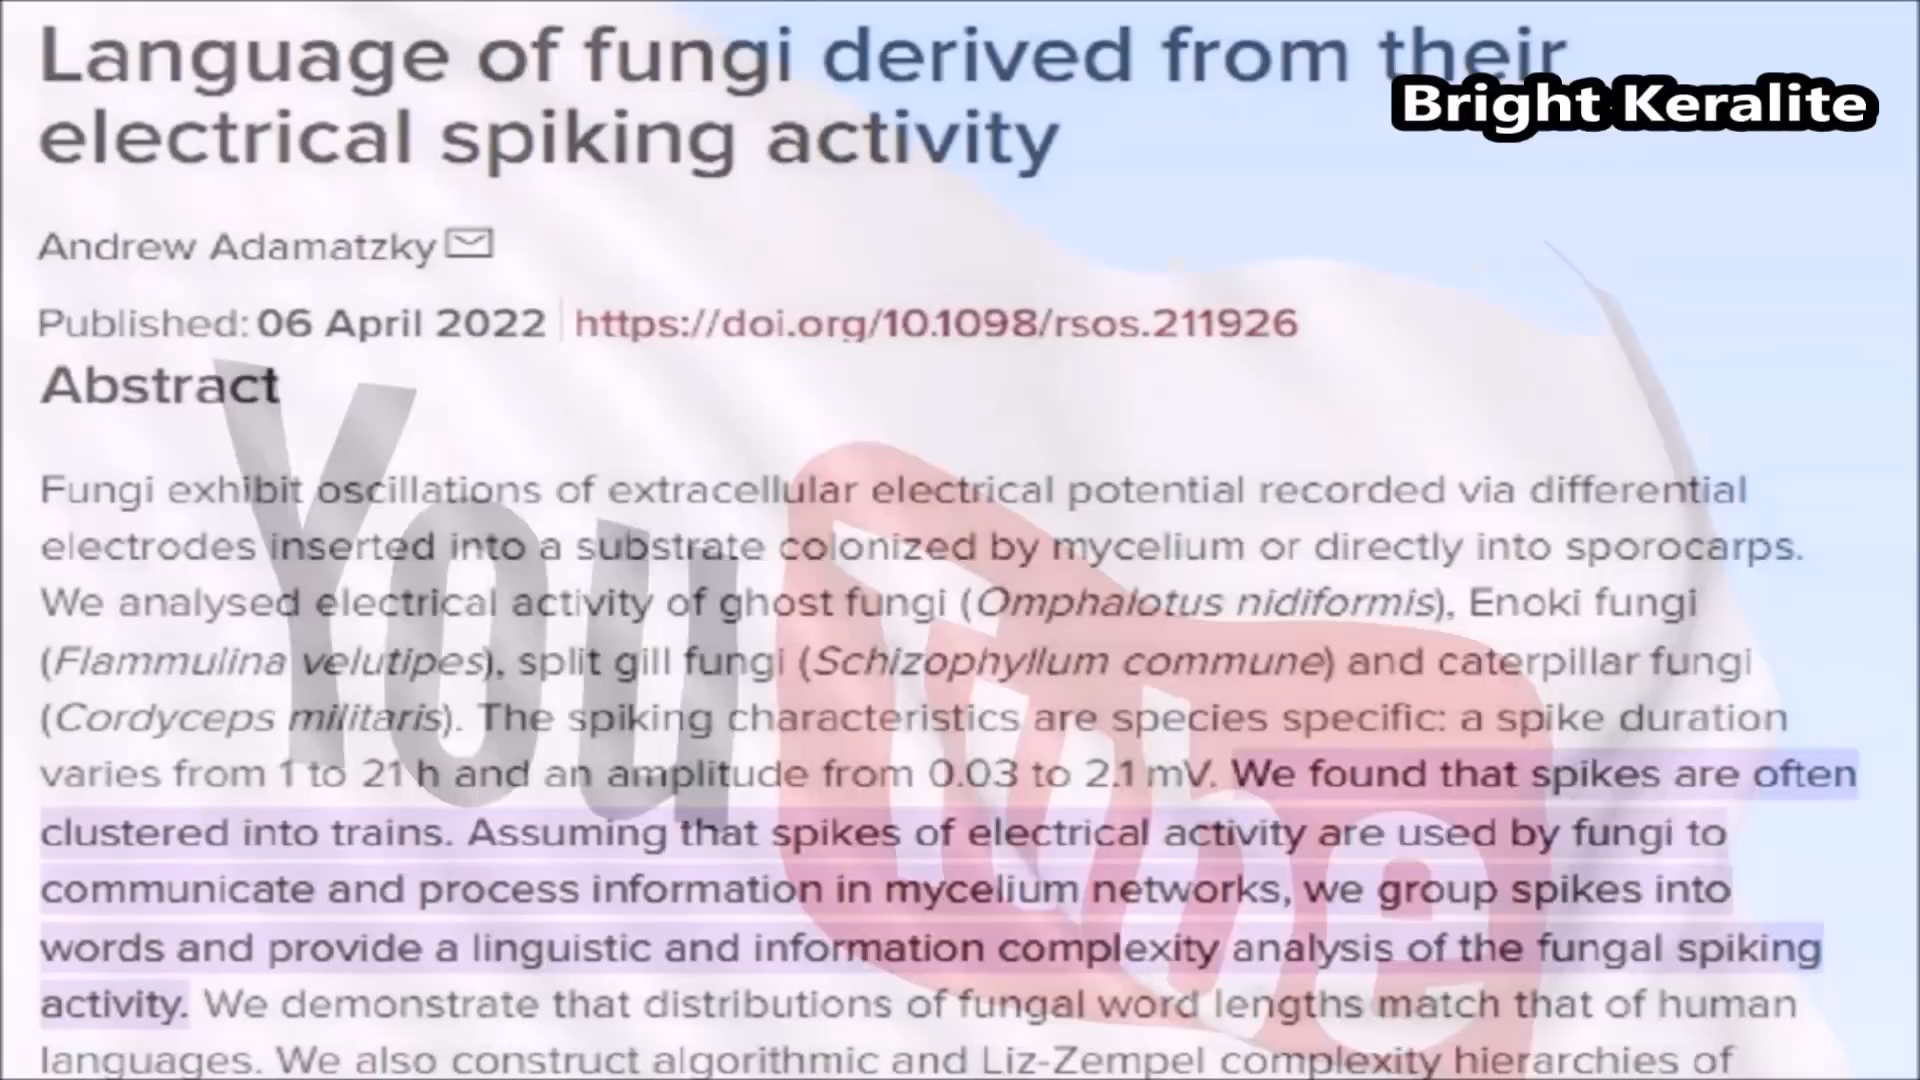 Language of fungi derived from their
electrical spiking activity
Bright Keralite
Andrew Adamatzky
Published: 06 April 2022 https://doi.org/10.1098/rsos.211926
Abstract
Fungi exhibit oscillations of extracellular electrical potential recorded via differential
electrodes inserted into a substrate colonized by mycelium or directly into sporocarps.
We analysed electrical activity of ghost fungi (Omphalotus nidiformis), Enoki fungi
(Flammulina velutipes), split gill fungi (Schizophyllum commune) and caterpillar fungi
(Cordyceps militaris). The spiking characteristics are species specific: a spike duration
varies from 1 to 21 h and an amplitude from 0.03 to 2.1 mV. We found that spikes are often
clustered into trains. Assuming that spikes of electrical activity are used by fungi to
communicate and process information in mycelium networks, we group spikes into
words and provide a linguistic and information complexity analysis of the fungal spiking
activity. We demonstrate that distributions of fungal word lengths match that of human
languages. We also construct algorithmic and Liz-Zempel complexity hierarchies of
YouTube